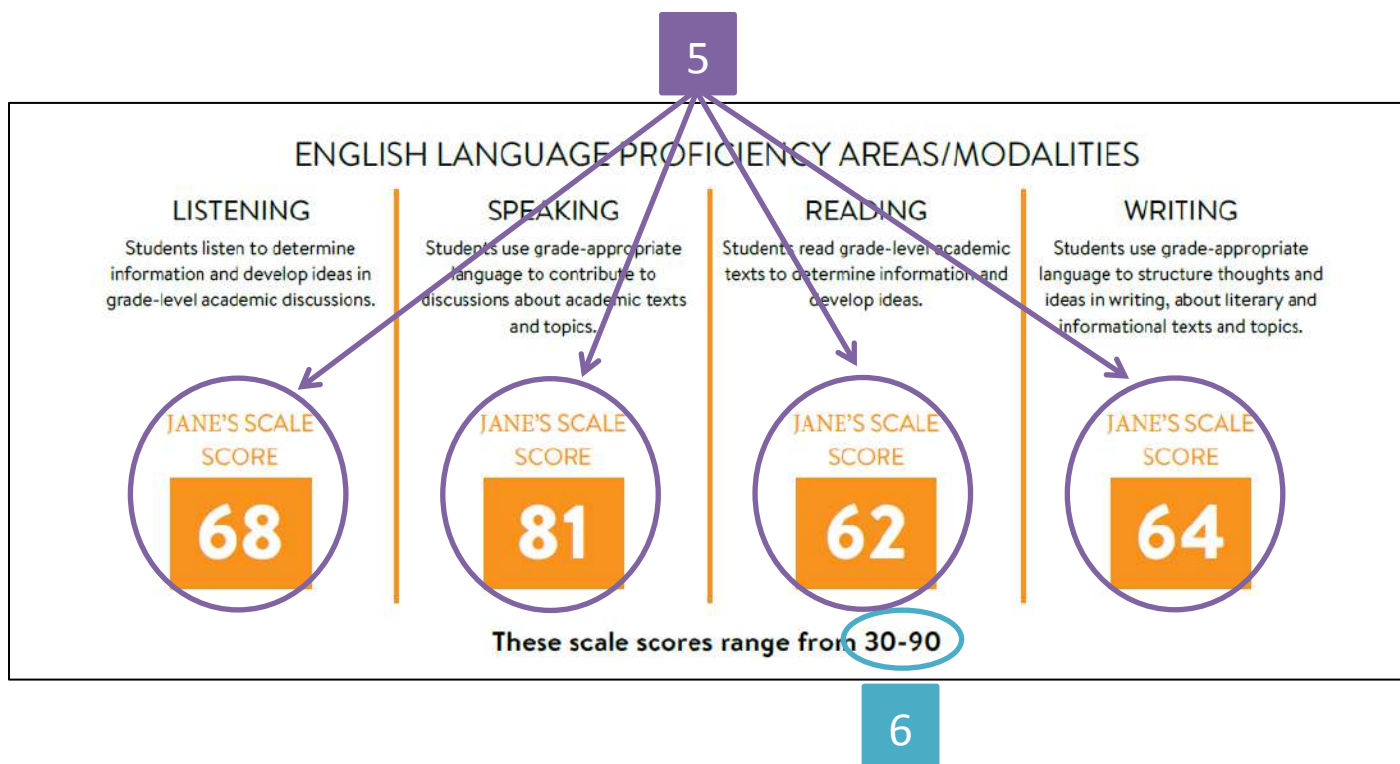 5
ENGLISH LANGUAGE PROFICIENCY AREAS/MODALITIES
LISTENING
Students listen to determine
information and develop ideas in
grade-level academic discussions.
JANE'S SCALE
SCORE
68
SPEAKING
Students use grade-appropriate
language to contribute to
discussions about academic texts
and topics.
JANE'S SCALE
SCORE
81
READING
Students read grade-level academic
texts to determine information and
develop ideas.
JANE'S SCALE
SCORE
62
WRITING
Students use grade-appropriate
language to structure thoughts and
ideas in writing, about literary and
informational texts and topics.
JANE'S SCALE
SCORE
64
These scale scores range from 30-90
6